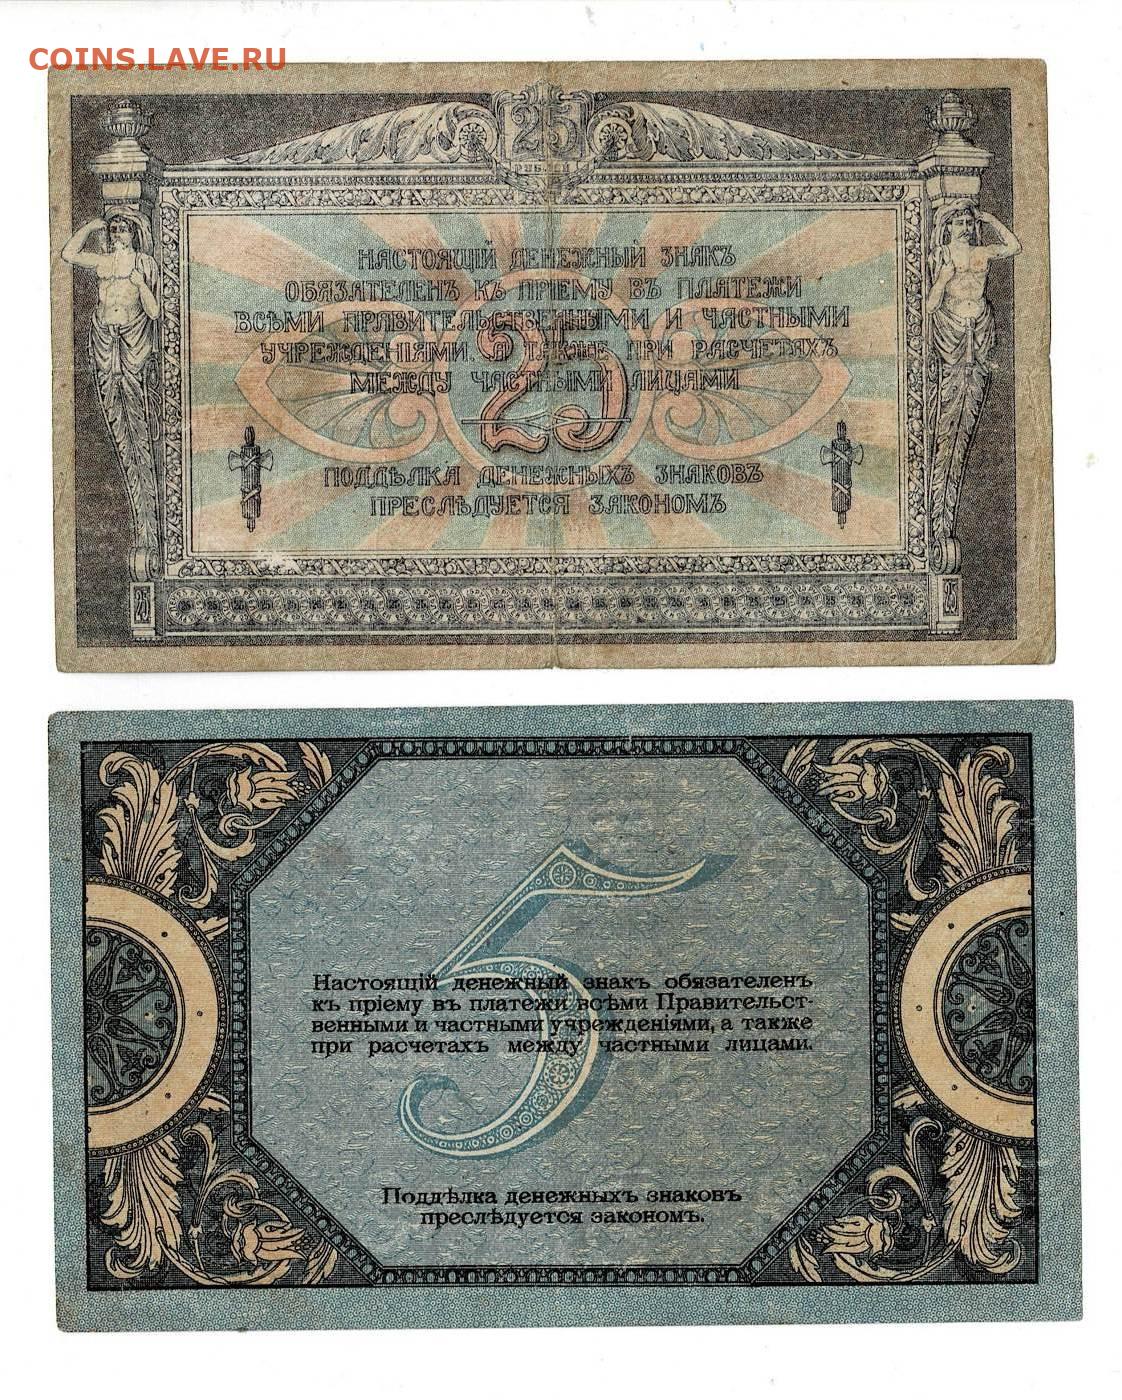 COINS.LAVE.RU
25
НАСТОЯЩІЙ ДЕНЕЖНЫЙ ЗНАКЪ
ОБЯЗАТЕЛЕНЪ КЪ ПРІЕМУ ВЪ ПЛАТЕЖИ
ВСѢМИ ПРАВИТЕЛЬСТВЕННЫМИ И ЧАСТНЫМИ
УЧРЕЖДЕНІЯМИ, А ТАКЖЕ ПРИ РАСЧЕТАХЪ
МЕЖДУ ЧАСТНЫМИ ЛИЦАМИ
25
ПОДДѢЛКА ДЕНЕЖНЫХЪ ЗНАКОВЪ
ПРЕСЛѢДУЕТСЯ ЗАКОНОМЪ
25 25
5
Настоящій денежный знакъ обязателенъ
къ пріему въ платежи всѣми Правительст-
венными и частными учрежденіями, а также
при расчетахъ между частными лицами.
Поддѣлка денежныхъ знаковъ
преслѣдуется закономъ.